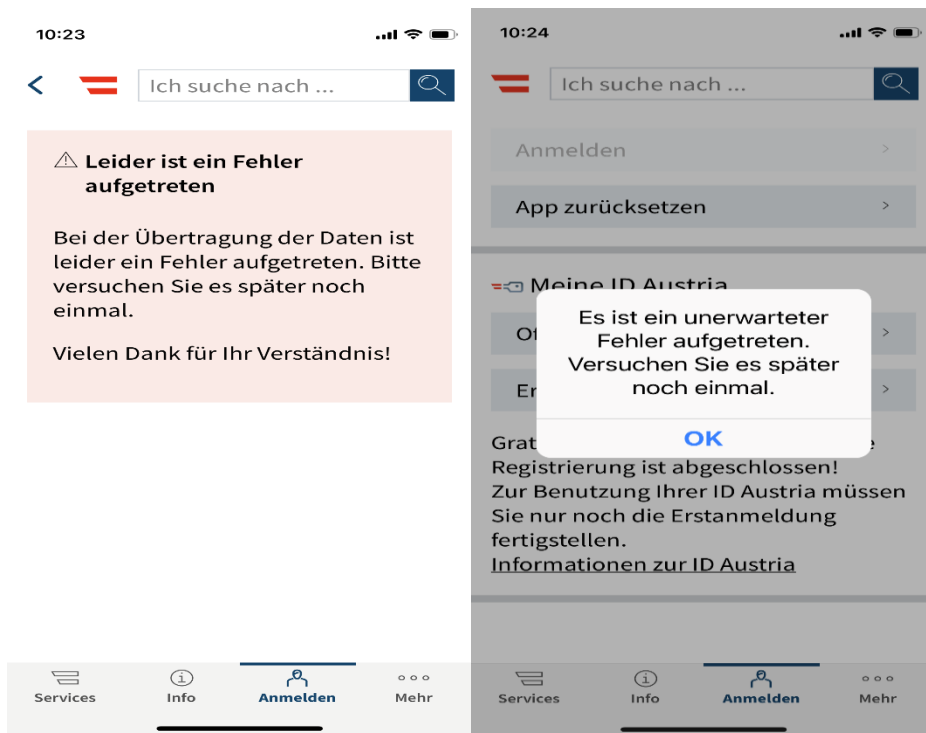 10:23
Ich suche nach ...
Leider ist ein Fehler
aufgetreten
Bei der Übertragung der Daten ist
leider ein Fehler aufgetreten. Bitte
versuchen Sie es später noch
einmal.
Vielen Dank für Ihr Verständnis!
Services
Info
Anmelden
Mehr
10:24
Ich suche nach ...
Anmelden
App zurücksetzen
Meine ID Austria
Es ist ein unerwarteter
Fehler aufgetreten.
Versuchen Sie es später
noch einmal.
OK
Registrierung ist abgeschlossen!
Zur Benutzung Ihrer ID Austria müssen
Sie nur noch die Erstanmeldung
fertigstellen.
Informationen zur ID Austria
Services
Info
Anmelden
Mehr